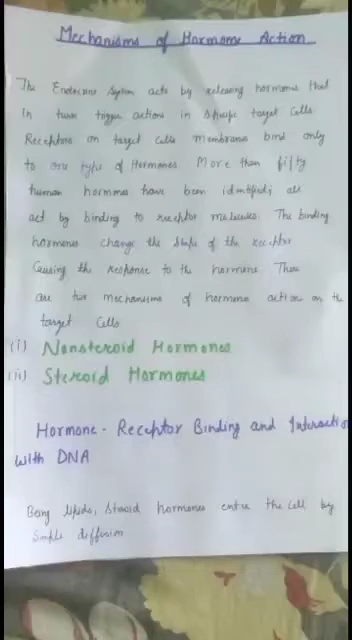 Mechanisms of Hormone Action
The Endocrine System acts by releasing hormones that
in turn trigger actions in specific target cells.
Receptors on target cells membranes bind only
to one type of Hormones. More than fifty
human hormones have been identified; all
act by binding to receptor molecules. The binding
hormones change the shape of the receptor
causing the response to the hormone. There
are two mechanisms of hormone action on the
target cells
(i) Nonsteroid Hormones
(ii) Steroid Hormones
Hormone - Receptor Binding and Interaction
with DNA
Being lipids, steroid hormones enter the cell by
simple diffusion